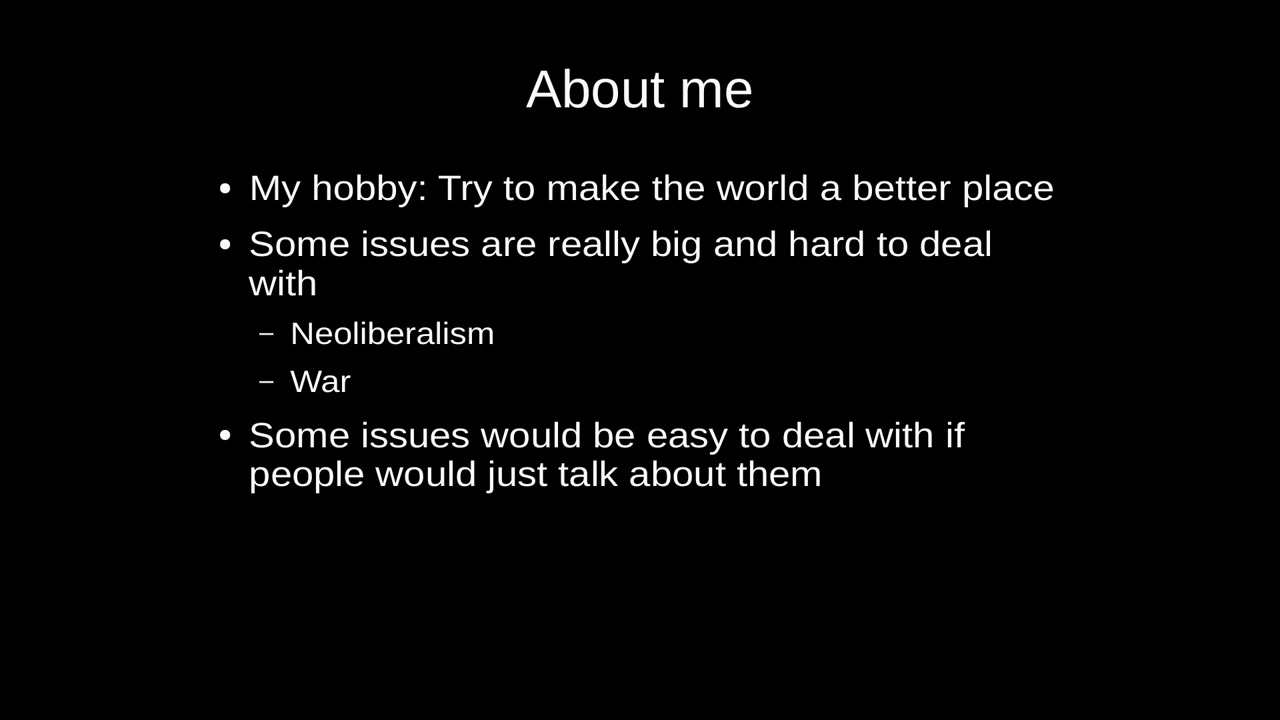 About me
• My hobby: Try to make the world a better place
• Some issues are really big and hard to deal
with
– Neoliberalism
– War
• Some issues would be easy to deal with if
people would just talk about them